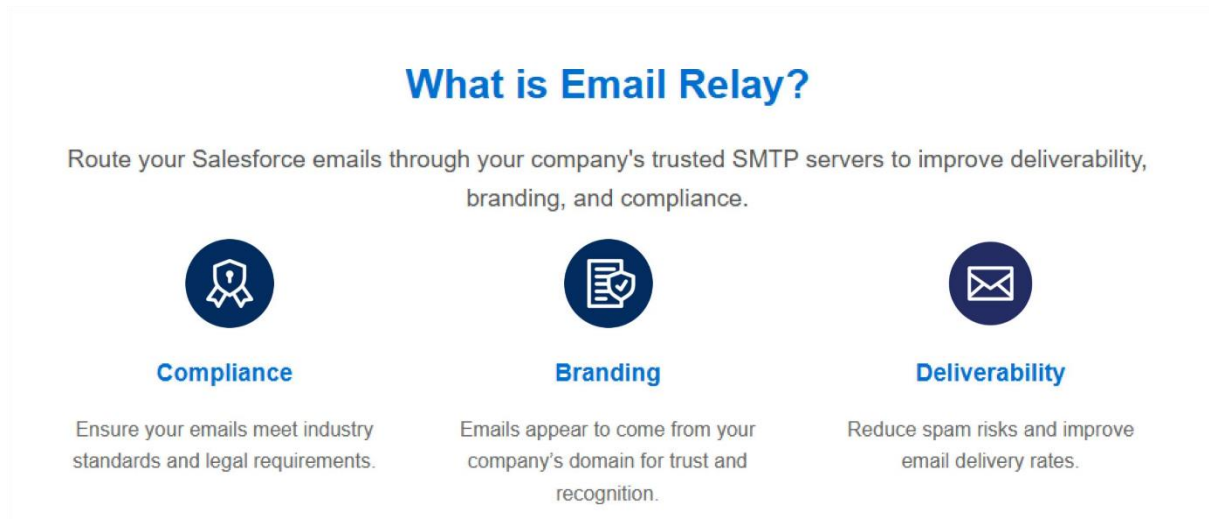 What is Email Relay?
Route your Salesforce emails through your company's trusted SMTP servers to improve deliverability,
branding, and compliance.
Compliance
Ensure your emails meet industry
standards and legal requirements.
Branding
Emails appear to come from your
company's domain for trust and
recognition.
Deliverability
Reduce spam risks and improve
email delivery rates.